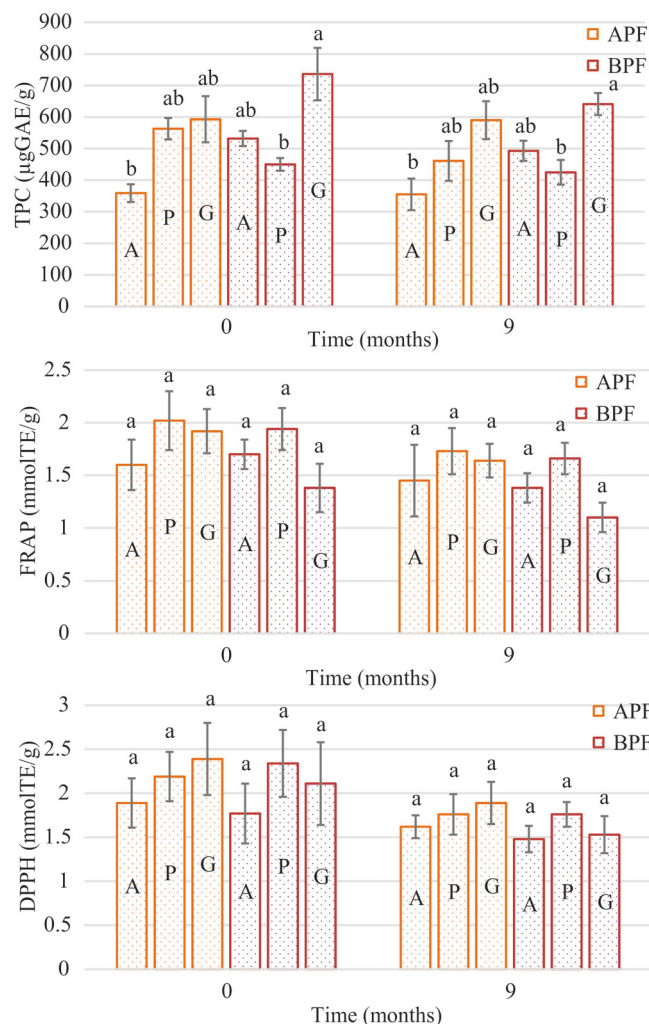 900
800
700
600
500
400
300
200
100
0
TPC (µgGAE/g)
APF
BPF
b
ab
ab
ab
b
a
b
ab
ab
ab
b
a
A
P
G
A
P
G
A
P
G
A
P
G
0
9
Time (months)
2.5
2
1.5
1
0.5
0
FRAP (mmolTE/g)
APF
BPF
a
a
a
a
a
a
a
a
a
a
a
a
A
P
G
A
P
G
A
P
G
A
P
G
0
9
Time (months)
3
2.5
2
1.5
1
0.5
0
DPPH (mmolTE/g)
APF
BPF
a
a
a
a
a
a
a
a
a
a
a
a
A
P
G
A
P
G
A
P
G
A
P
G
0
9
Time (months)